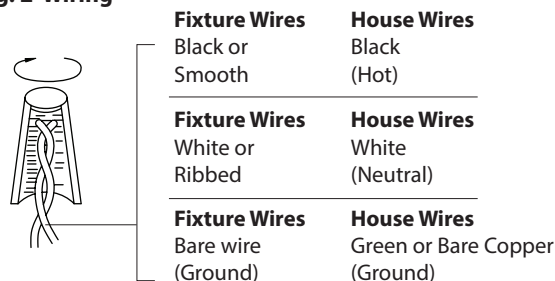 g. 2 Wiring
Fixture Wires House Wires
Black or Black
Smooth (Hot)
Fixture Wires House Wires
White or White
Ribbed (Neutral)
Fixture Wires House Wires
Bare wire Green or Bare Copper
(Ground) (Ground)